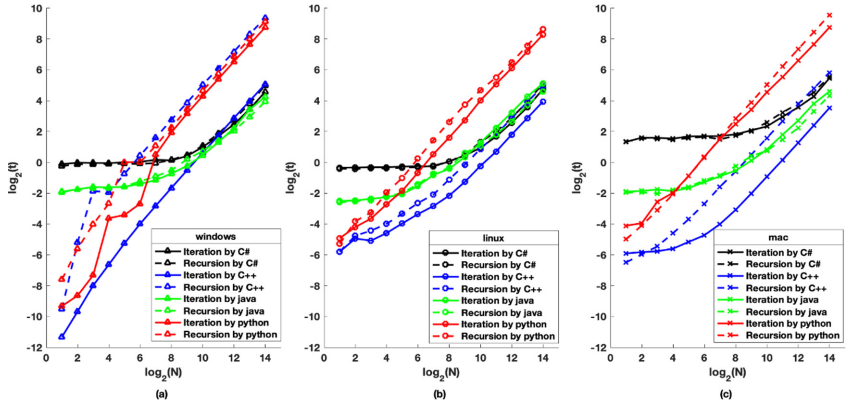 10
8
6
4
2
0
-2
-4
-6
-8
-10
-12
log2(t)
0 2 4 6 8 10 12 14
log2(N)
windows
Iteration by C#
Recursion by C#
Iteration by C++
Recursion by C++
Iteration by java
Recursion by java
Iteration by python
Recursion by python
(a)
10
8
6
4
2
0
-2
-4
-6
-8
-10
-12
log2(t)
0 2 4 6 8 10 12 14
log2(N)
linux
Iteration by C#
Recursion by C#
Iteration by C++
Recursion by C++
Iteration by java
Recursion by java
Iteration by python
Recursion by python
(b)
10
8
6
4
2
0
-2
-4
-6
-8
-10
-12
log2(t)
0 2 4 6 8 10 12 14
log2(N)
mac
Iteration by C#
Recursion by C#
Iteration by C++
Recursion by C++
Iteration by java
Recursion by java
Iteration by python
Recursion by python
(c)